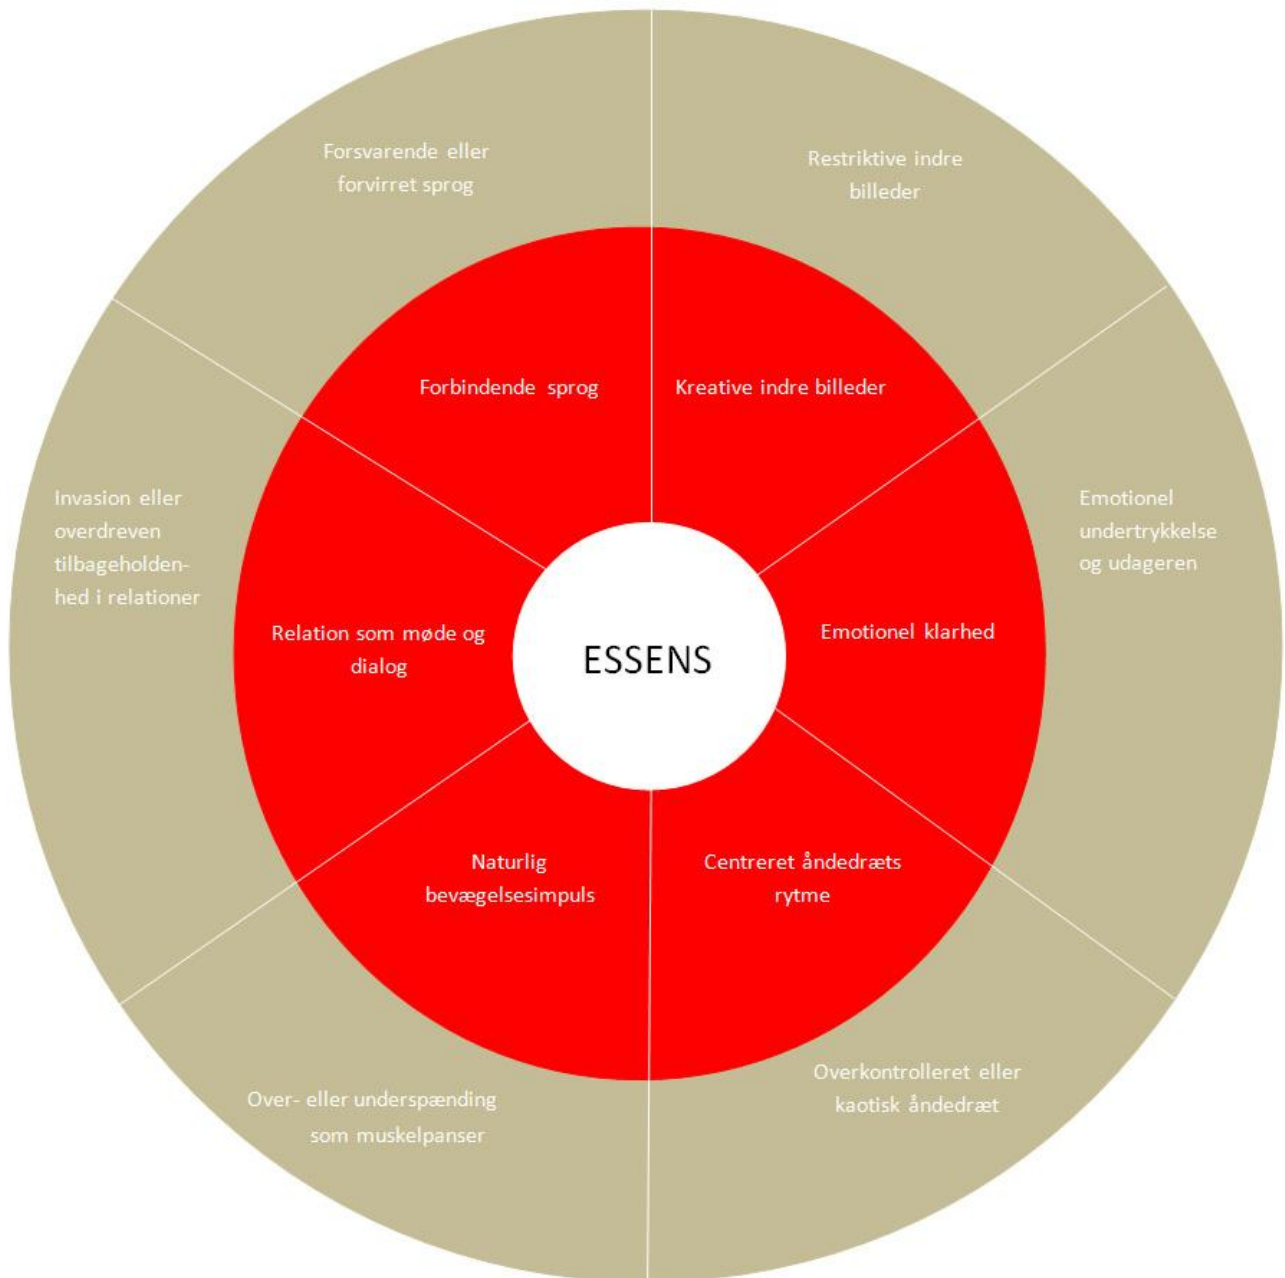 Forsvarende eller
forvirret sprog
Restriktive indre
billeder
Forbindende sprog
Kreative indre billeder
Invasion eller
overdreven
tilbageholden-
hed i relationer
Emotionel
undertrykkelse
og udageren
Relation som møde og
dialog
ESSENS
Emotionel klarhed
Naturlig
bevægelsesimpuls
Centreret åndedræts
rytme
Over- eller underspænding
som muskelpanser
Overkontrolleret eller
kaotisk åndedræt